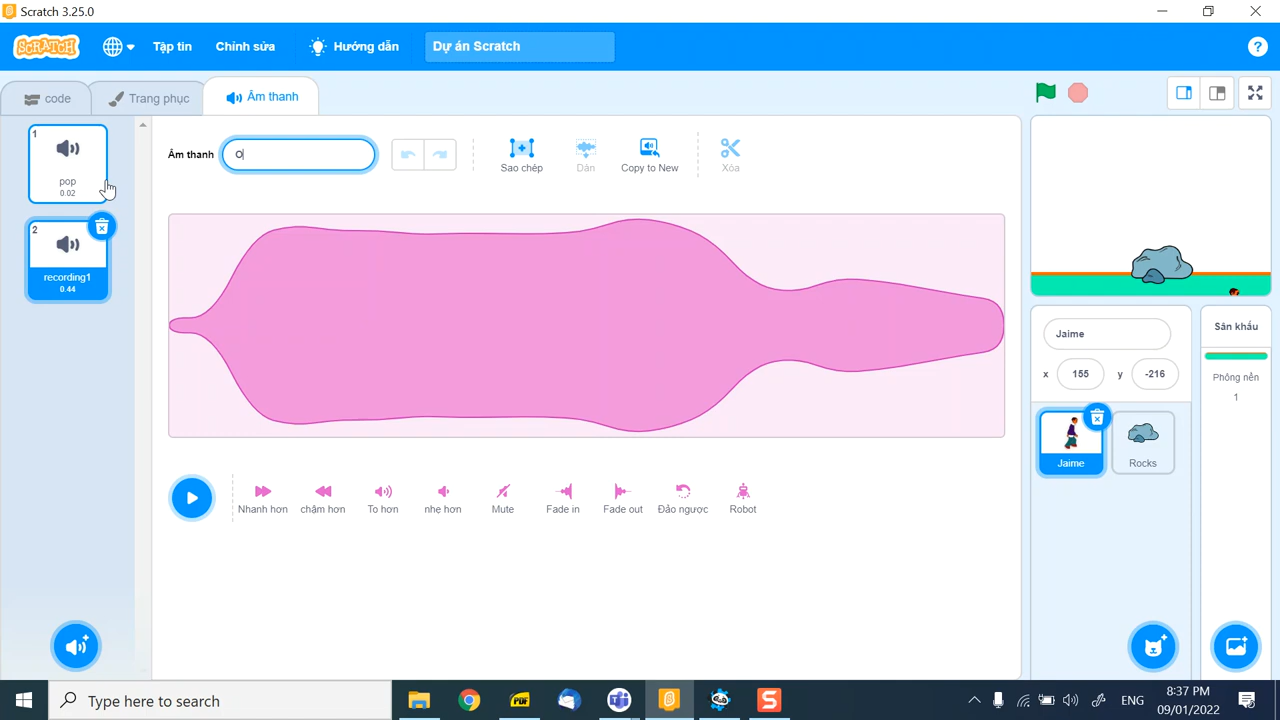 Scratch 3.25.0
SCRATCH
Tập tin
Chỉnh sửa
Hướng dẫn
Dự án Scratch
?
code
Trang phục
Âm thanh
1
pop
0.02
2
recording1
0.44
Âm thanh
O
Sao chép
Dán
Copy to New
Xóa
Nhanh hơn
chậm hơn
To hơn
nhẹ hơn
Mute
Fade in
Fade out
Đảo ngược
Robot
Jaime
x 155 y -216
Jaime
Rocks
Sân khấu
Phông nền
1
Type here to search
PDF
ENG
8:37 PM
09/01/2022